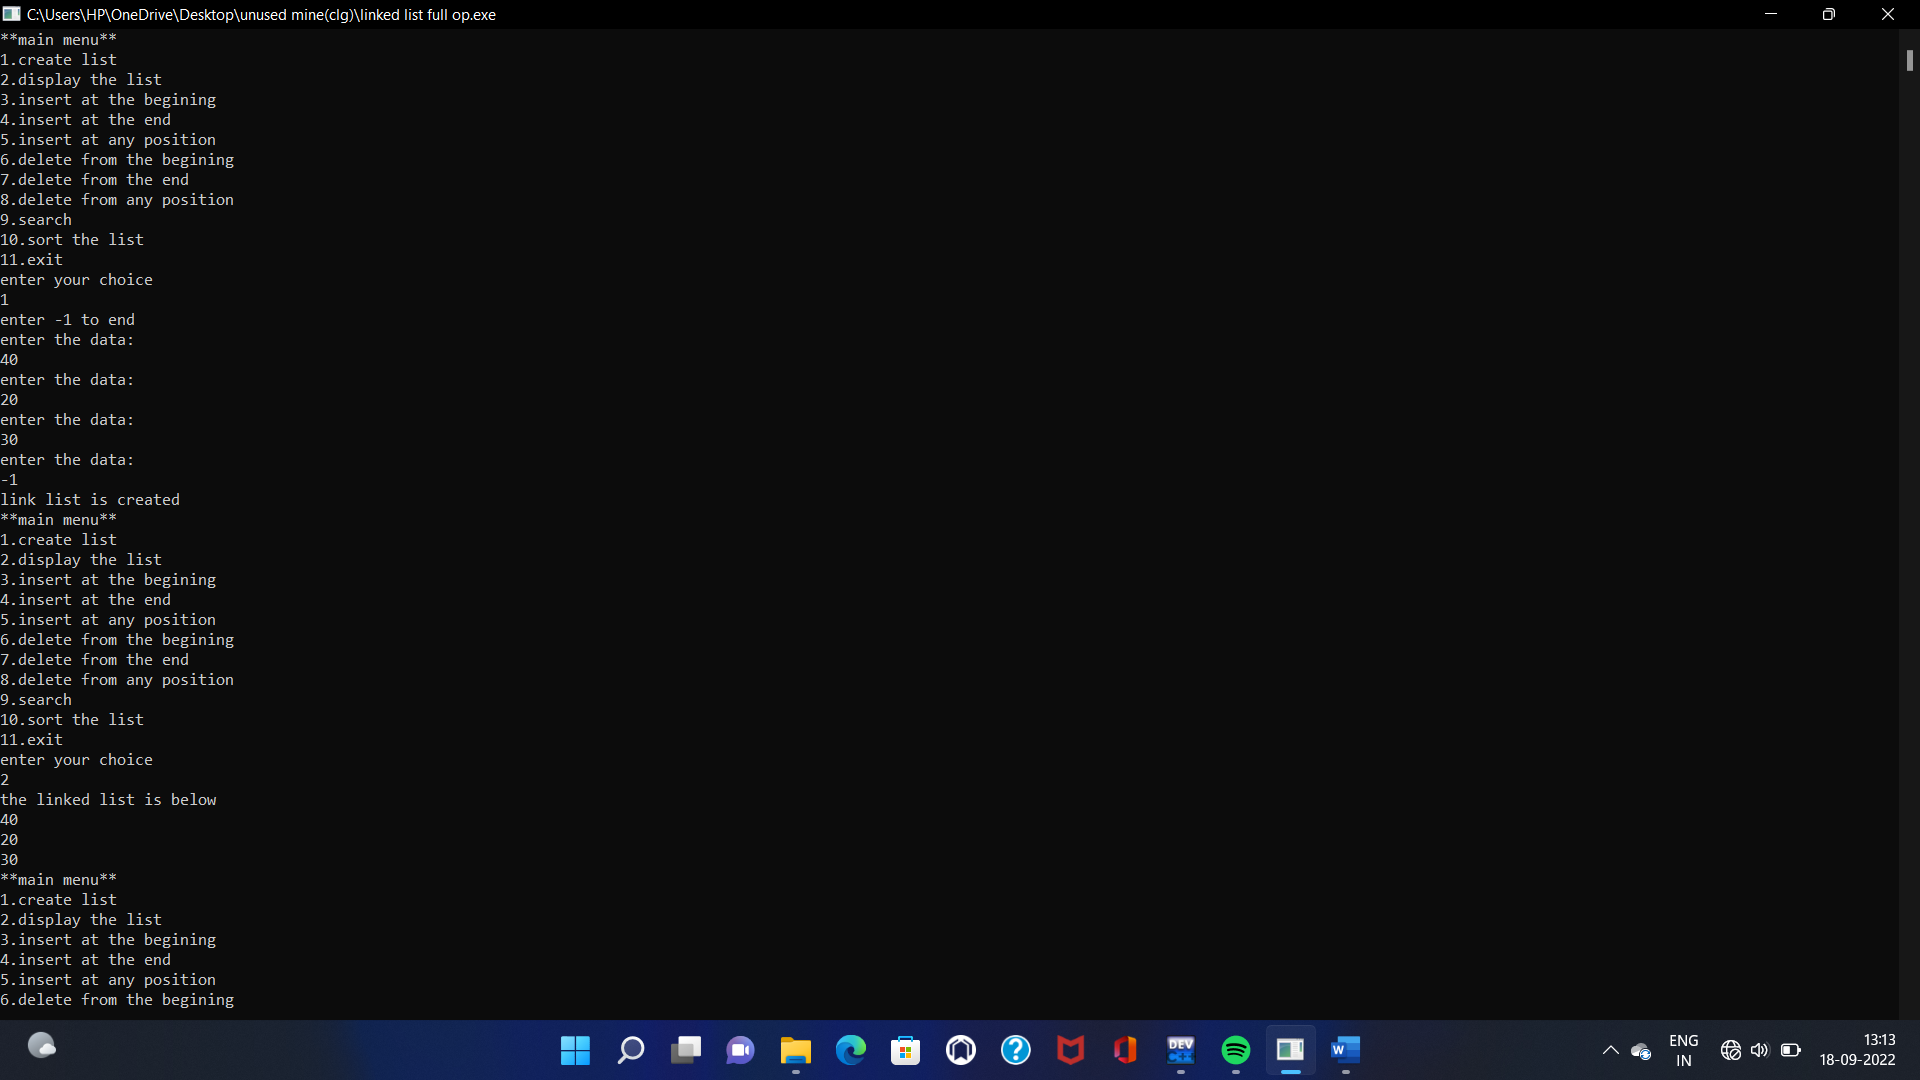 C:\Users\HP\OneDrive\Desktop\unused mine(clg)\linked list full op.exe
**main menu**
1.create list
2.display the list
3.insert at the begining
4.insert at the end
5.insert at any position
6.delete from the begining
7.delete from the end
8.delete from any position
9.search
10.sort the list
11.exit
enter your choice
1
enter -1 to end
enter the data:
40
enter the data:
20
enter the data:
30
enter the data:
-1
link list is created
**main menu**
1.create list
2.display the list
3.insert at the begining
4.insert at the end
5.insert at any position
6.delete from the begining
7.delete from the end
8.delete from any position
9.search
10.sort the list
11.exit
enter your choice
2
the linked list is below
40
20
30
**main menu**
1.create list
2.display the list
3.insert at the begining
4.insert at the end
5.insert at any position
6.delete from the begining
DEV
C++
W
ENG
IN
13:13
18-09-2022